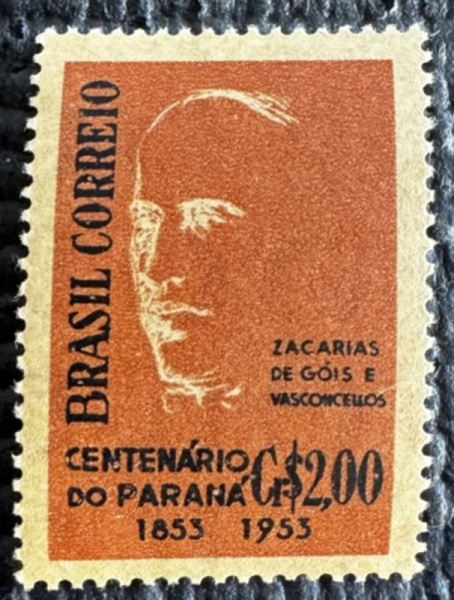 BRASIL CORREIO
ZACARIAS
DE GÓIS E
VASCONCELLOS
CENTENÁRIO
DO PARANÁ
Cr$2,00
1853 1953